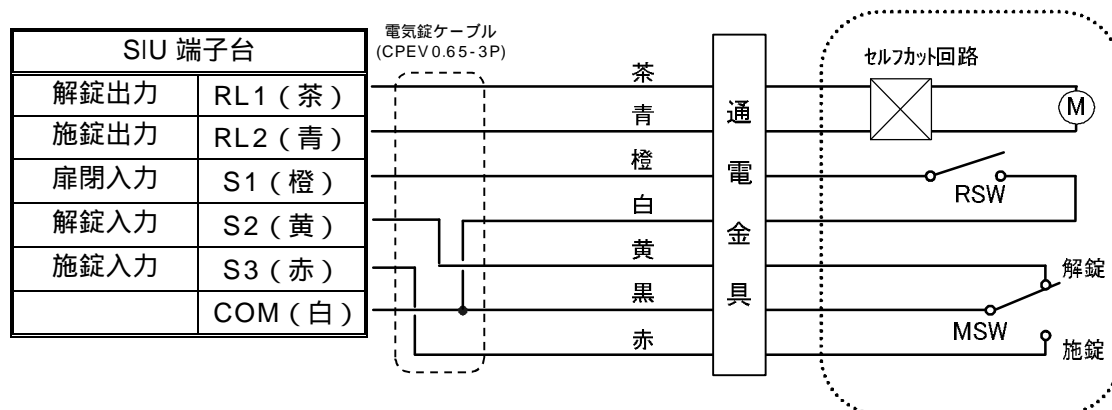 SIU 端子台
解錠出力 RL1(茶)
施錠出力 RL2(青)
扉閉入力 S1(橙)
解錠入力 S2(黄)
施錠入力 S3(赤)
COM(白)
電気錠ケーブル
(CPEV0.65-3P)
茶
青
橙
白
黄
黒
赤
通電金具
セルフカット回路
M
RSW
解錠
MSW
施錠